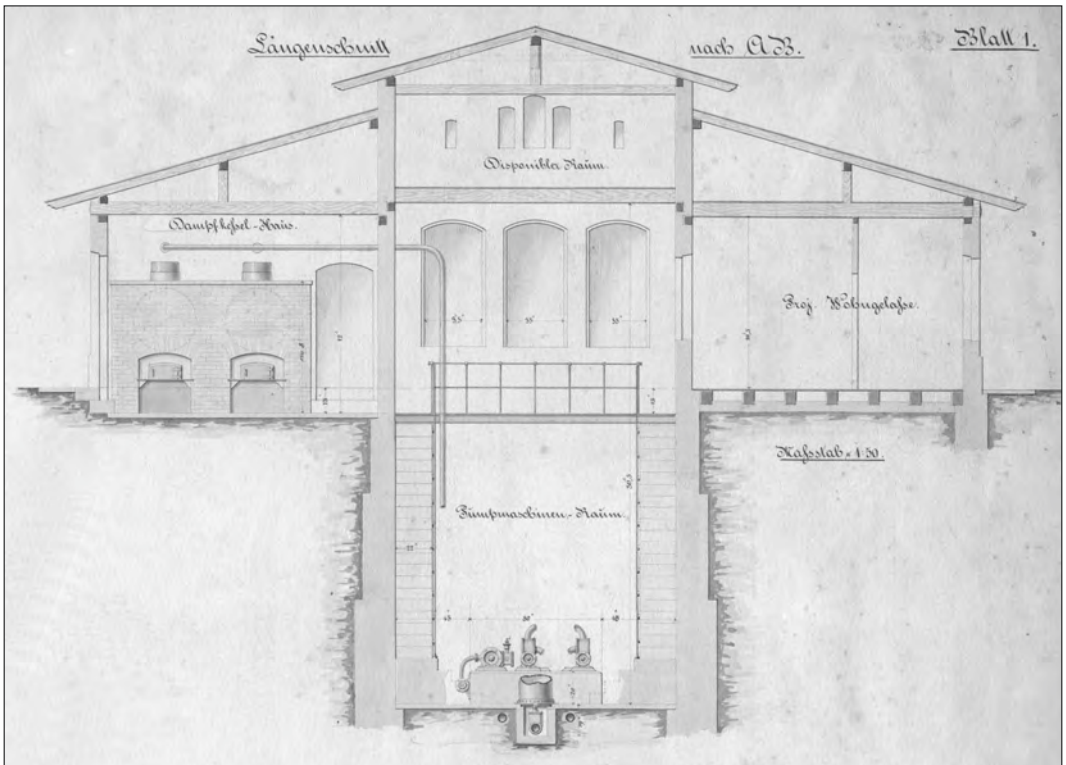 Längenschnitt nach A B. Blatt 1.
Disponibler Raum.
Dampfkessel-Haus.
Proj. Wohngelasse.
Maßstab = 1:50.
Pumpmaschinen-Raum.